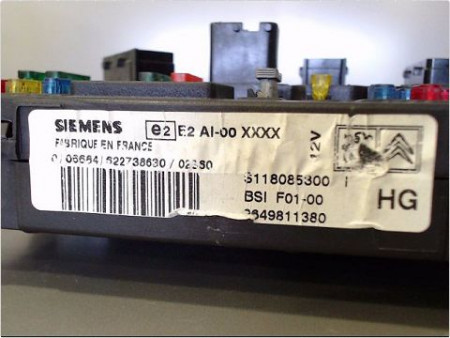 SIEMENS e2 E2 AI-00 XXXX
FABRIQUE EN FRANCE
12V
S118085300
BSI F01-00
9649811380
HG